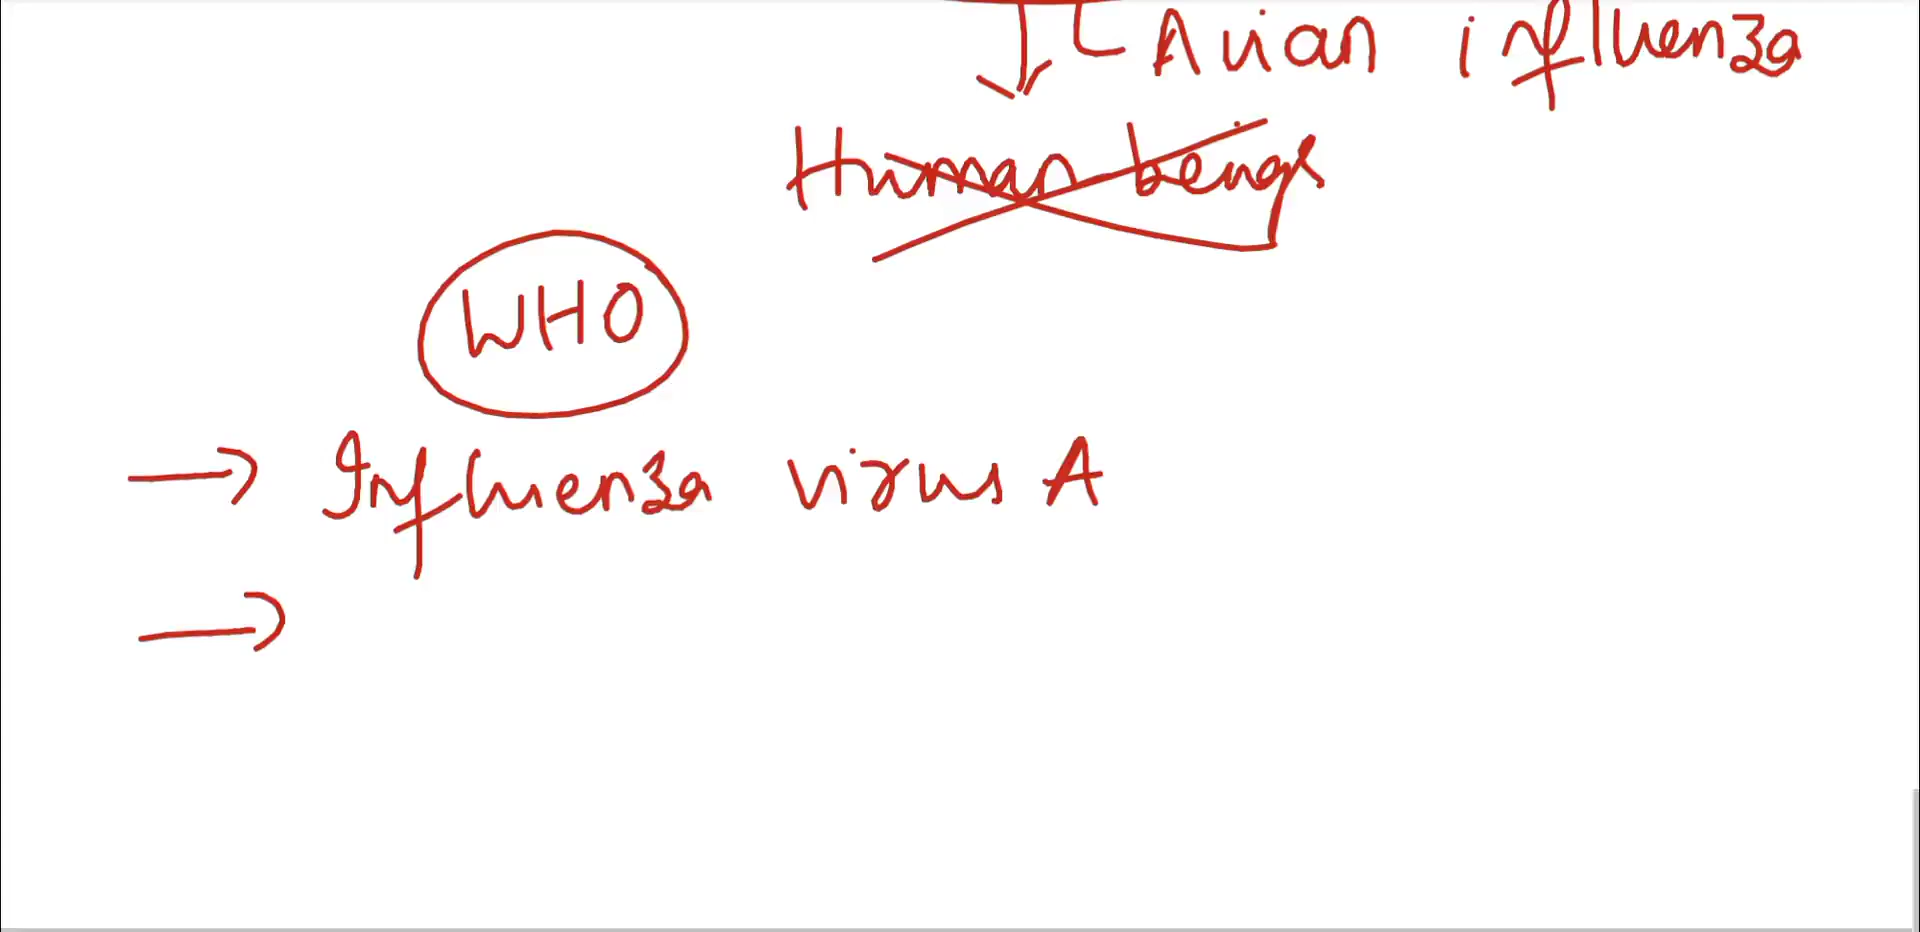 Avian influenza
Human beings
WHO
→ Influenza virus A
→